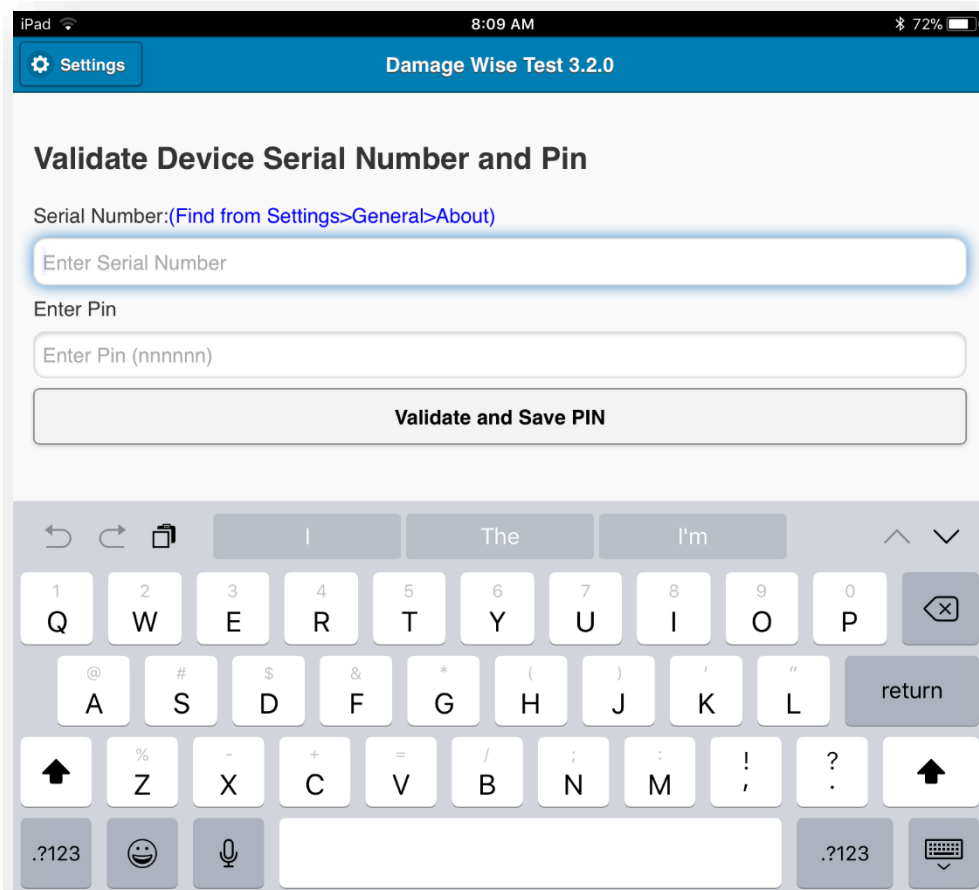 iPad 8:09 AM 72%
Settings Damage Wise Test 3.2.0
Validate Device Serial Number and Pin
Serial Number:(Find from Settings>General>About)
Enter Serial Number
Enter Pin
Enter Pin (nnnnnn)
Validate and Save PIN
I The I'm
1 2 3 4 5 6 7 8 9 0
Q W E R T Y U I O P
@ # $ & * ( ) ' "
A S D F G H J K L return
% - + = / ; : ! ?
Z X C V B N M , .
.?123 .?123